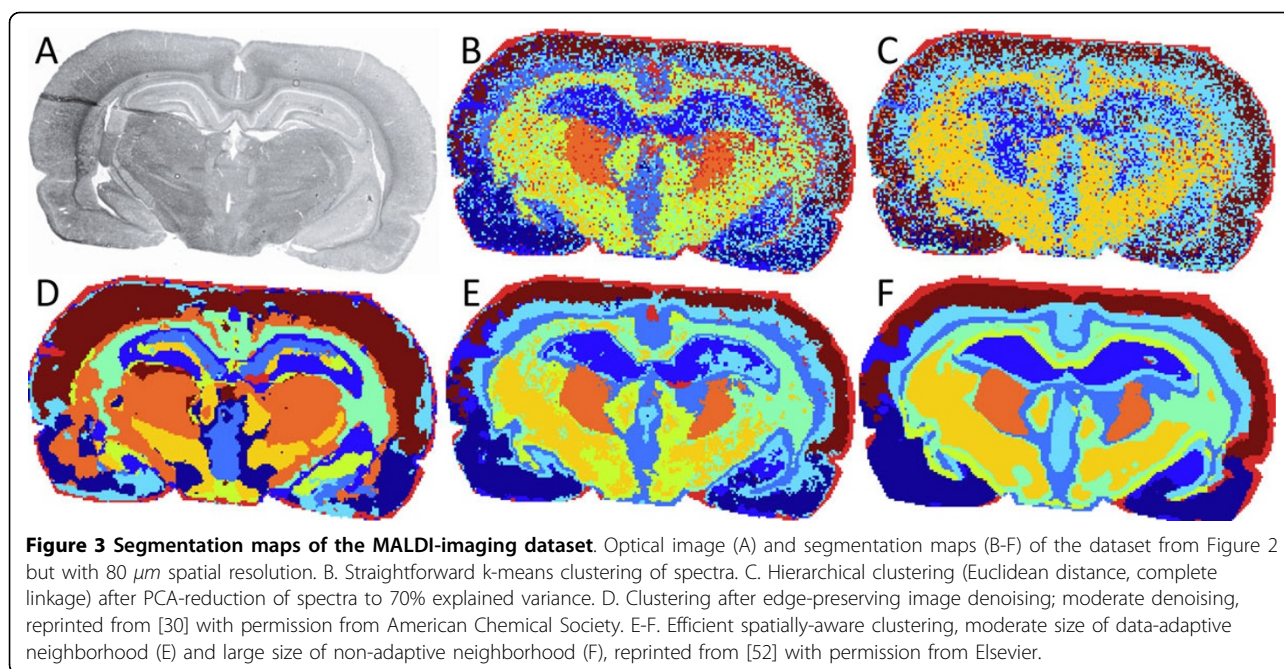 A
B
C
D
E
F
Figure 3 Segmentation maps of the MALDI-imaging dataset. Optical image (A) and segmentation maps (B-F) of the dataset from Figure 2
but with 80 μm spatial resolution. B. Straightforward k-means clustering of spectra. C. Hierarchical clustering (Euclidean distance, complete
linkage) after PCA-reduction of spectra to 70% explained variance. D. Clustering after edge-preserving image denoising; moderate denoising,
reprinted from [30] with permission from American Chemical Society. E-F. Efficient spatially-aware clustering, moderate size of data-adaptive
neighborhood (E) and large size of non-adaptive neighborhood (F), reprinted from [52] with permission from Elsevier.